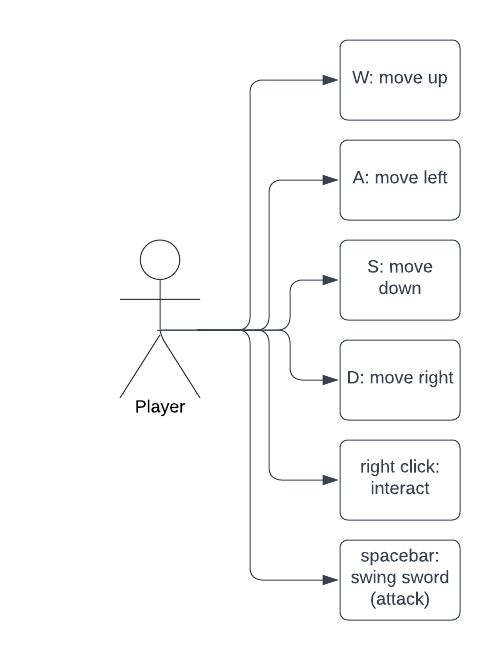 W: move up
A: move left
S: move
down
D: move right
Player
right click:
interact
spacebar:
swing sword
(attack)